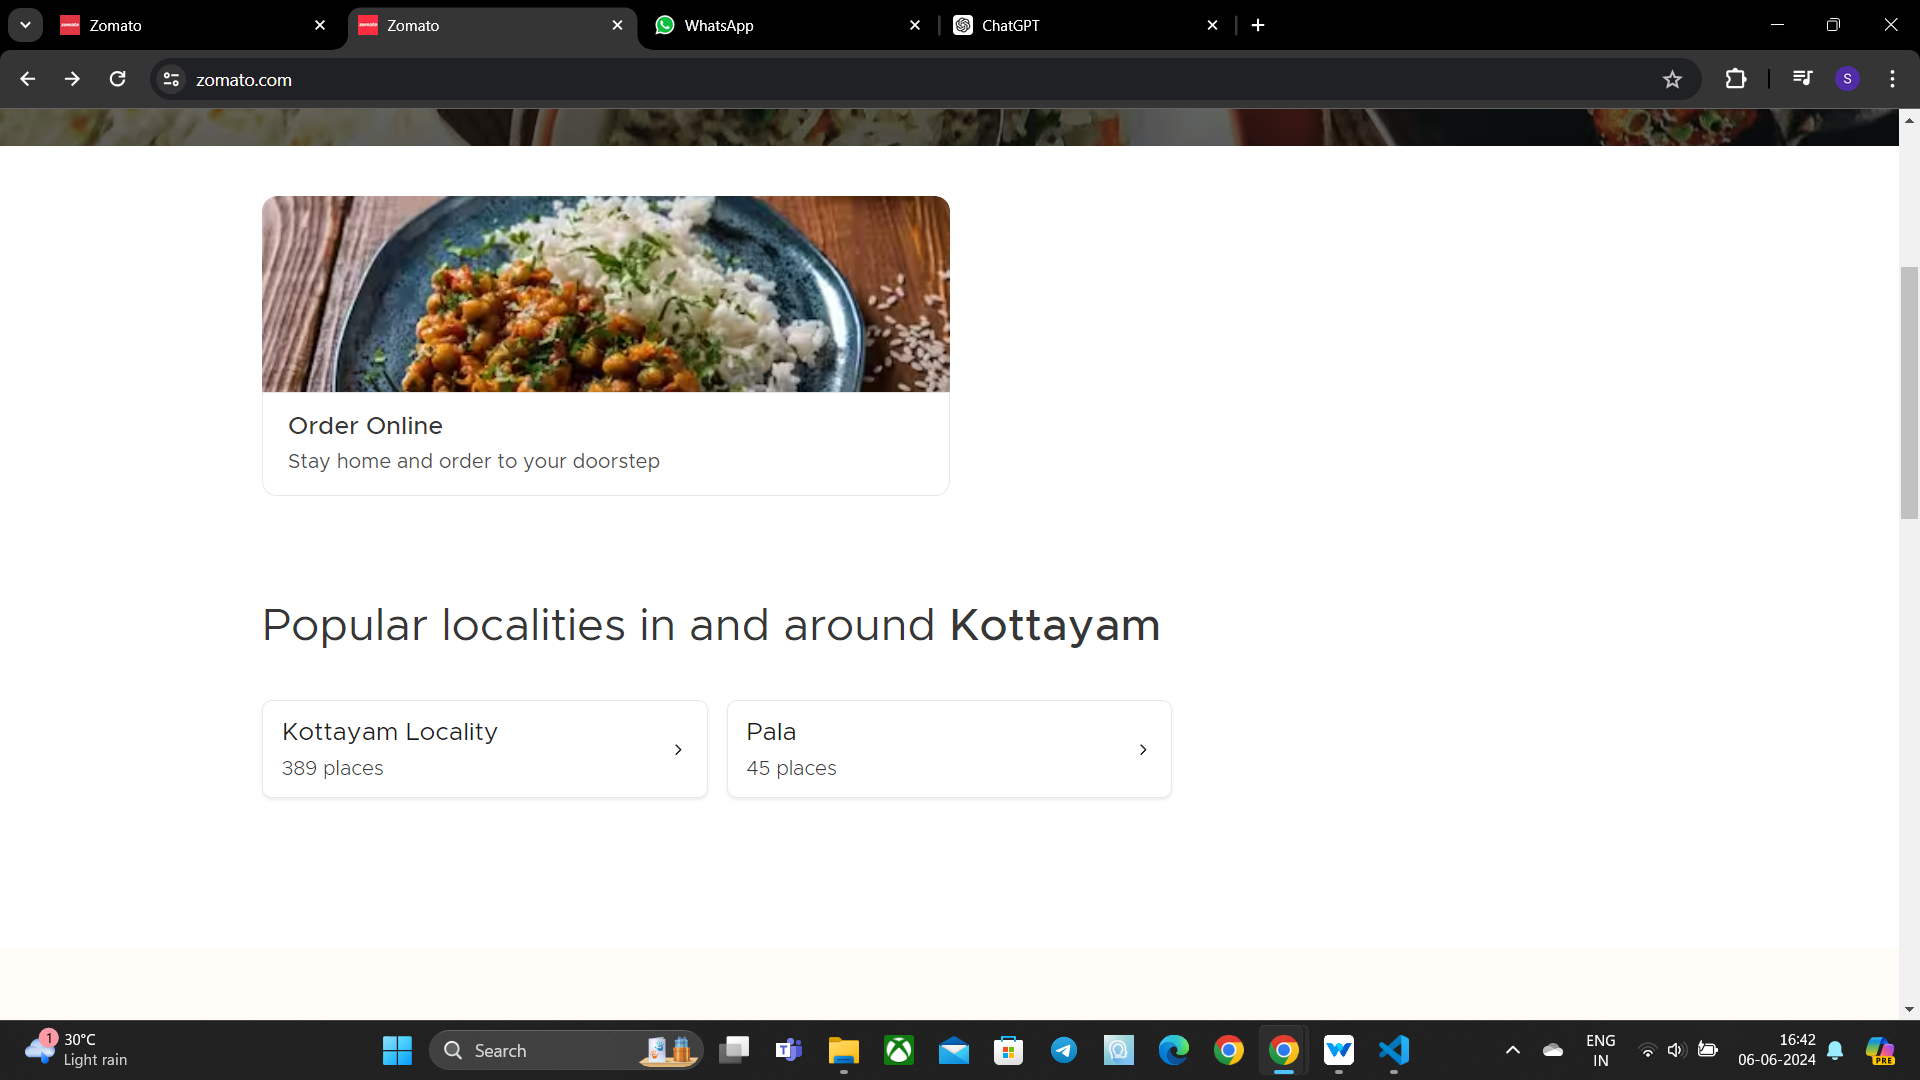 Zomato
Zomato
WhatsApp
ChatGPT
zomato.com
S
Order Online
Stay home and order to your doorstep
Popular localities in and around Kottayam
Kottayam Locality
389 places
Pala
45 places
1
30°C
Light rain
Search
ENG
IN
16:42
06-06-2024
PRE